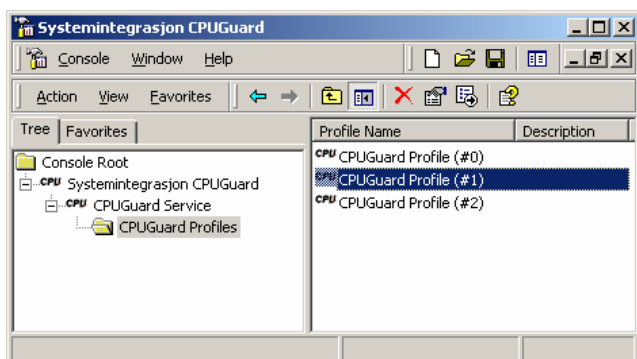 Systemintegrasjon CPUGuard
Console Window Help
Action View Favorites
Tree Favorites
Profile Name Description
Console Root
CPU Systemintegrasjon CPUGuard
CPU CPUGuard Service
CPUGuard Profiles
CPU CPUGuard Profile (#0)
CPU CPUGuard Profile (#1)
CPU CPUGuard Profile (#2)